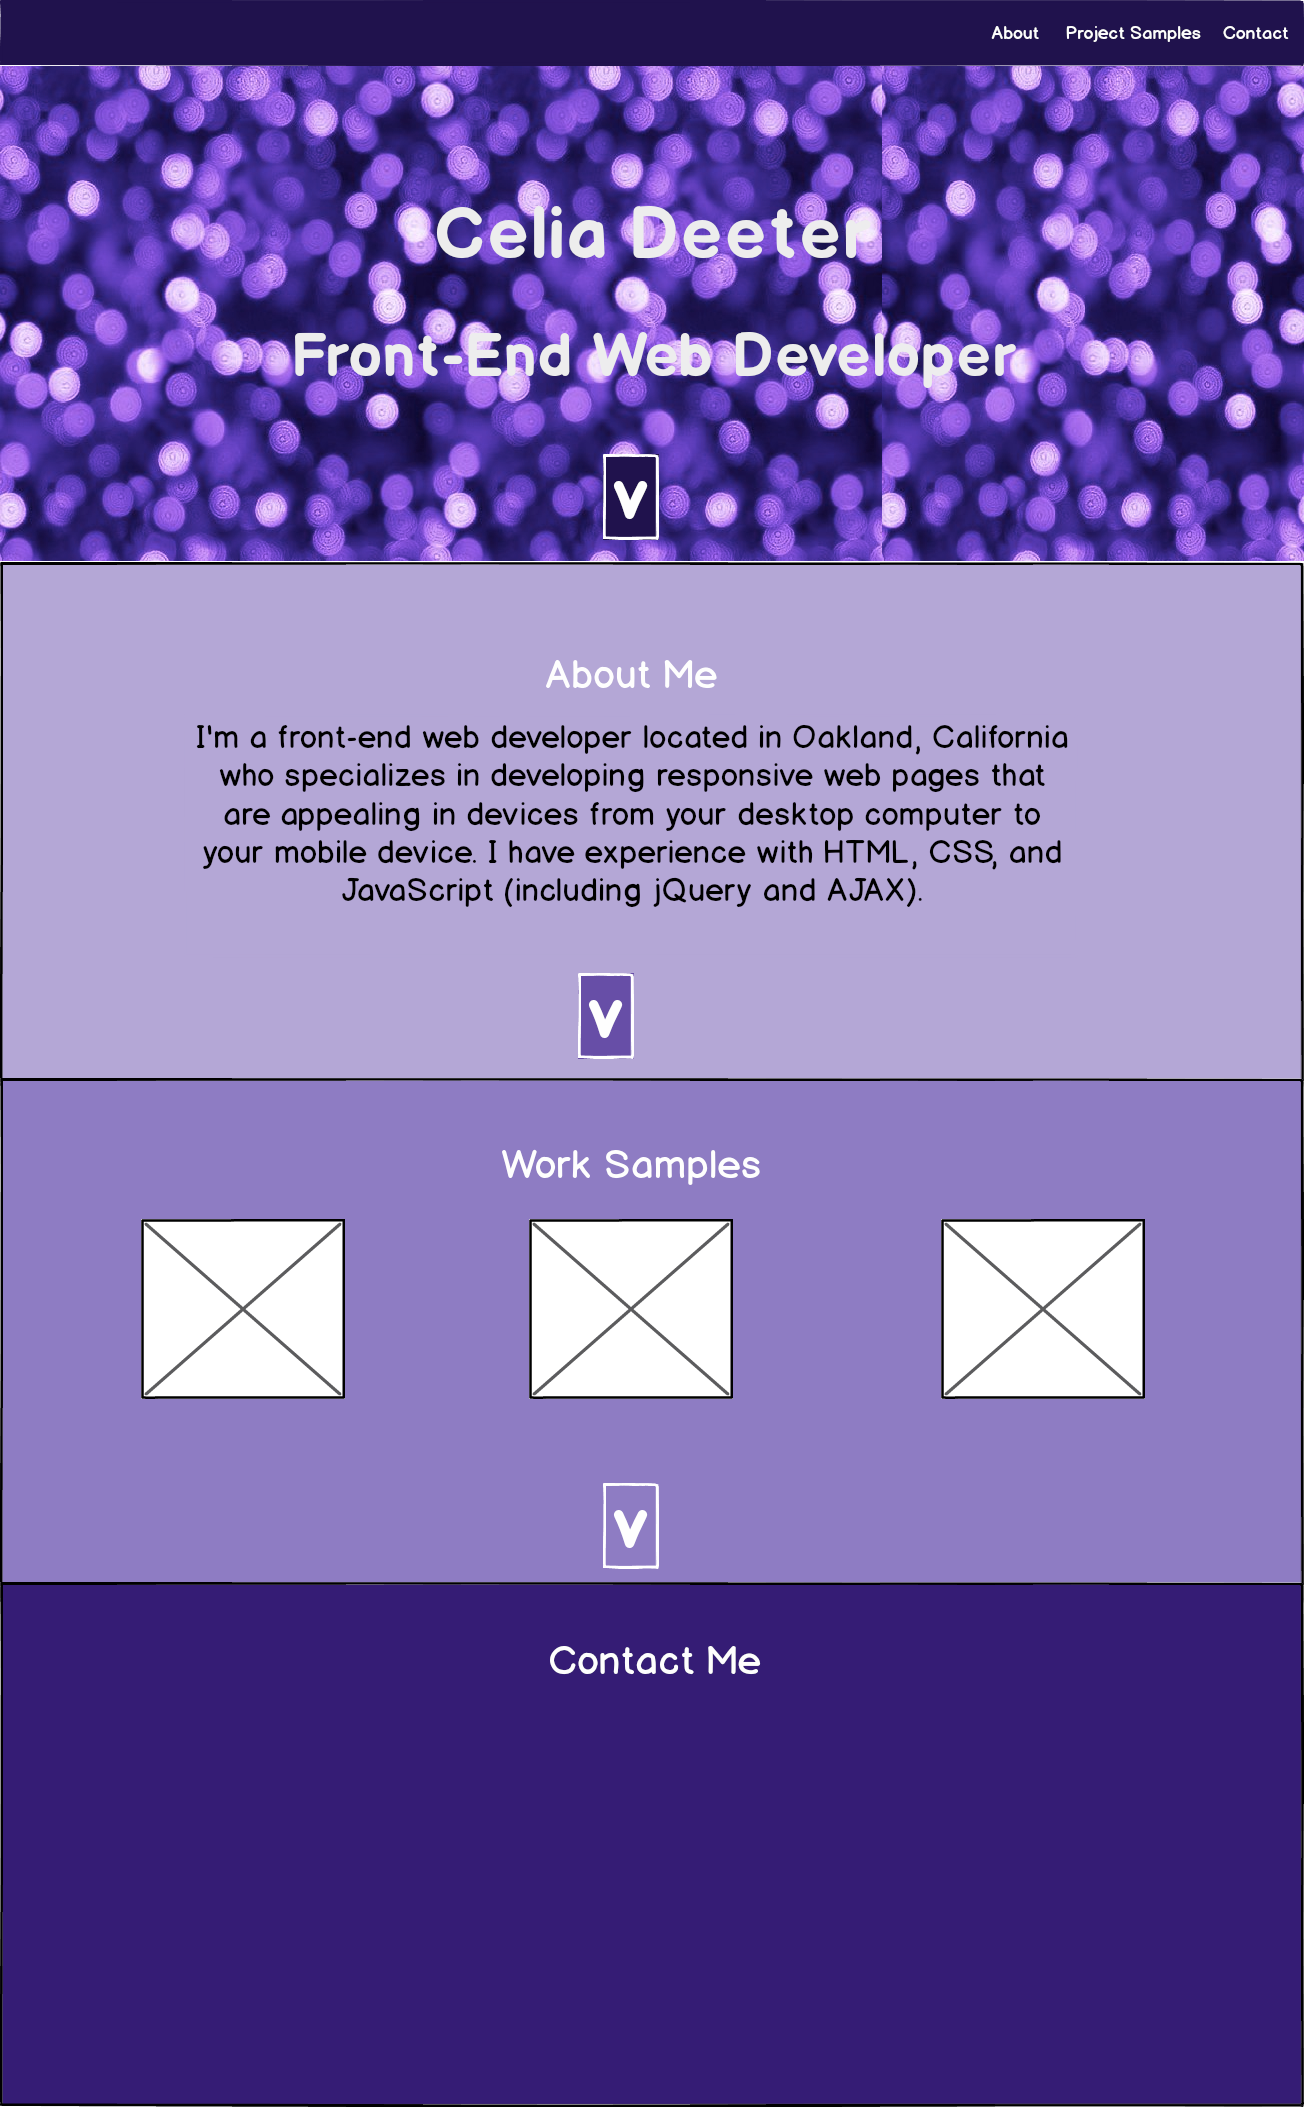 About Project Samples Contact
Celia Deeter
Front-End Web Developer
V
About Me
I'm a front-end web developer located in Oakland, California
who specializes in developing responsive web pages that
are appealing in devices from your desktop computer to
your mobile device. I have experience with HTML, CSS, and
JavaScript (including jQuery and AJAX).
V
Work Samples
V
Contact Me